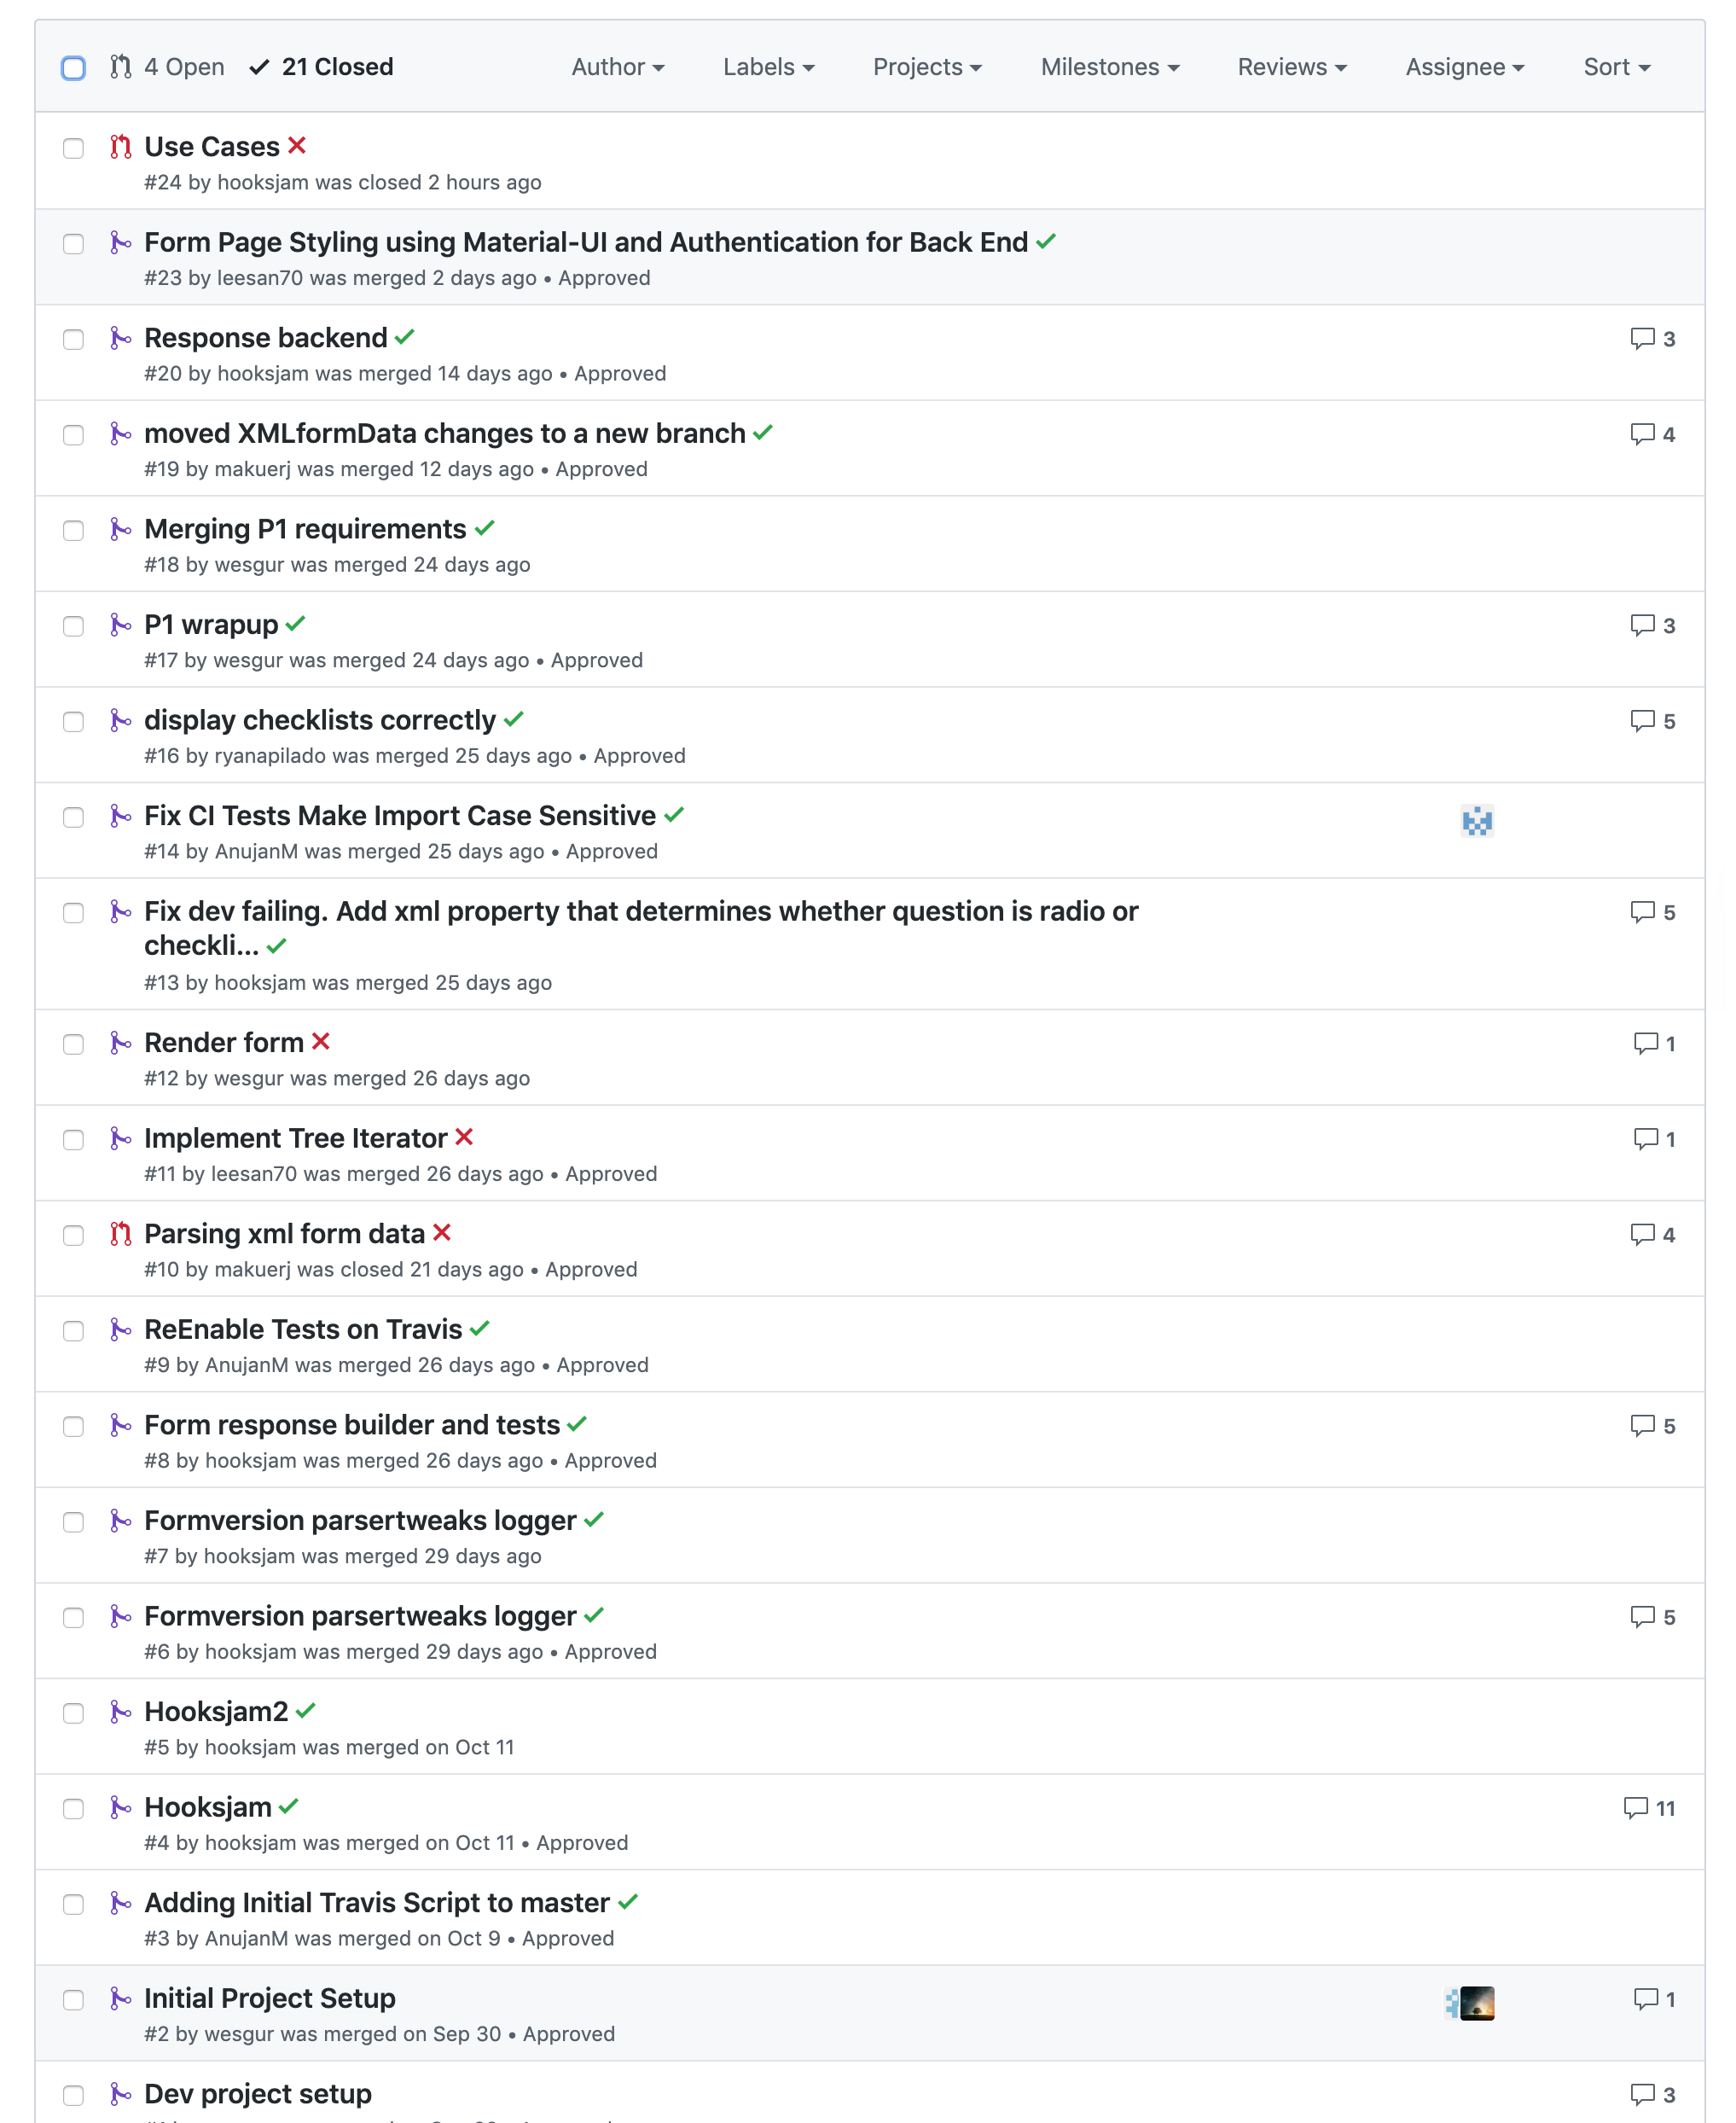 4 Open 21 Closed Author Labels Projects Milestones Reviews Assignee Sort
Use Cases
#24 by hooksjam was closed 2 hours ago
Form Page Styling using Material-UI and Authentication for Back End
#23 by leesan70 was merged 2 days ago • Approved
Response backend 3
#20 by hooksjam was merged 14 days ago • Approved
moved XMLformData changes to a new branch 4
#19 by makuerj was merged 12 days ago • Approved
Merging P1 requirements
#18 by wesgur was merged 24 days ago
P1 wrapup 3
#17 by wesgur was merged 24 days ago • Approved
display checklists correctly 5
#16 by ryanapilado was merged 25 days ago • Approved
Fix CI Tests Make Import Case Sensitive
#14 by AnujanM was merged 25 days ago • Approved
Fix dev failing. Add xml property that determines whether question is radio or 5
checkli...
#13 by hooksjam was merged 25 days ago
Render form 1
#12 by wesgur was merged 26 days ago
Implement Tree Iterator 1
#11 by leesan70 was merged 26 days ago • Approved
Parsing xml form data 4
#10 by makuerj was closed 21 days ago • Approved
ReEnable Tests on Travis
#9 by AnujanM was merged 26 days ago • Approved
Form response builder and tests 5
#8 by hooksjam was merged 26 days ago • Approved
Formversion parsertweaks logger
#7 by hooksjam was merged 29 days ago
Formversion parsertweaks logger 5
#6 by hooksjam was merged 29 days ago • Approved
Hooksjam2
#5 by hooksjam was merged on Oct 11
Hooksjam 11
#4 by hooksjam was merged on Oct 11 • Approved
Adding Initial Travis Script to master
#3 by AnujanM was merged on Oct 9 • Approved
Initial Project Setup 1
#2 by wesgur was merged on Sep 30 • Approved
Dev project setup 3